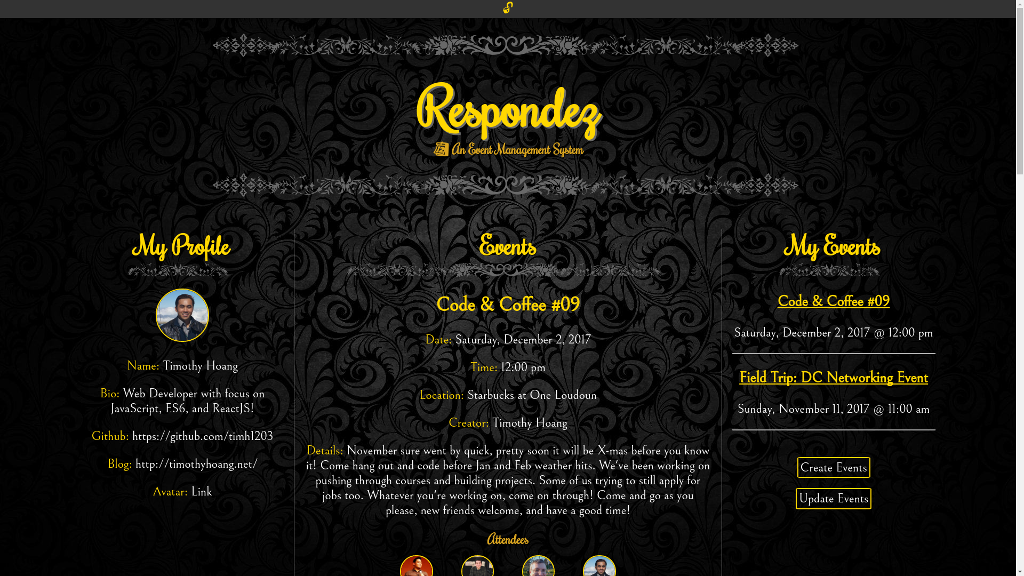 Respondez
An Event Management System
My Profile
Name: Timothy Hoang
Bio: Web Developer with focus on
JavaScript, ES6, and ReactJS!
Github: https://github.com/timh1203
Blog: http://timothyhoang.net/
Avatar: Link
Events
Code & Coffee #09
Date: Saturday, December 2, 2017
Time: 12:00 pm
Location: Starbucks at One Loudoun
Creator: Timothy Hoang
Details: November sure went by quick, pretty soon it will be X-mas before you know
it! Come hang out and code before Jan and Feb weather hits. We've been working on
pushing through courses and building projects. Some of us trying to still apply for
jobs too. Whatever you're working on, come on through! Come and go as you
please, new friends welcome, and have a good time!
Attendees
My Events
Code & Coffee #09
Saturday, December 2, 2017 @ 12:00 pm
Field Trip: DC Networking Event
Sunday, November 11, 2017 @ 11:00 am
Create Events
Update Events